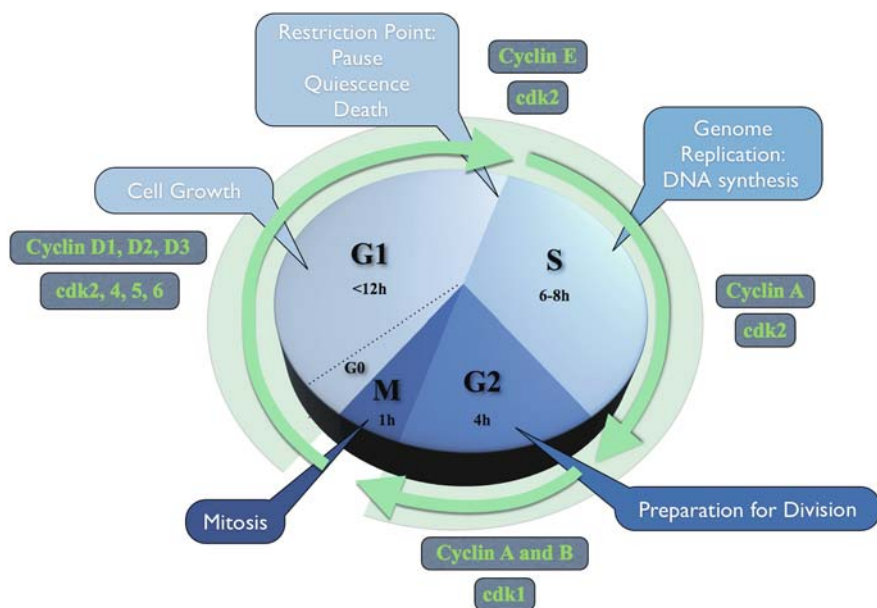 Restriction Point:
Pause
Quiescence
Death
Cyclin E
cdk2
Genome
Replication:
DNA synthesis
Cell Growth
Cyclin D1, D2, D3
cdk2, 4, 5, 6
G1
<12h
S
6-8h
Cyclin A
cdk2
G0
M
1h
G2
4h
Mitosis
Preparation for Division
Cyclin A and B
cdk1